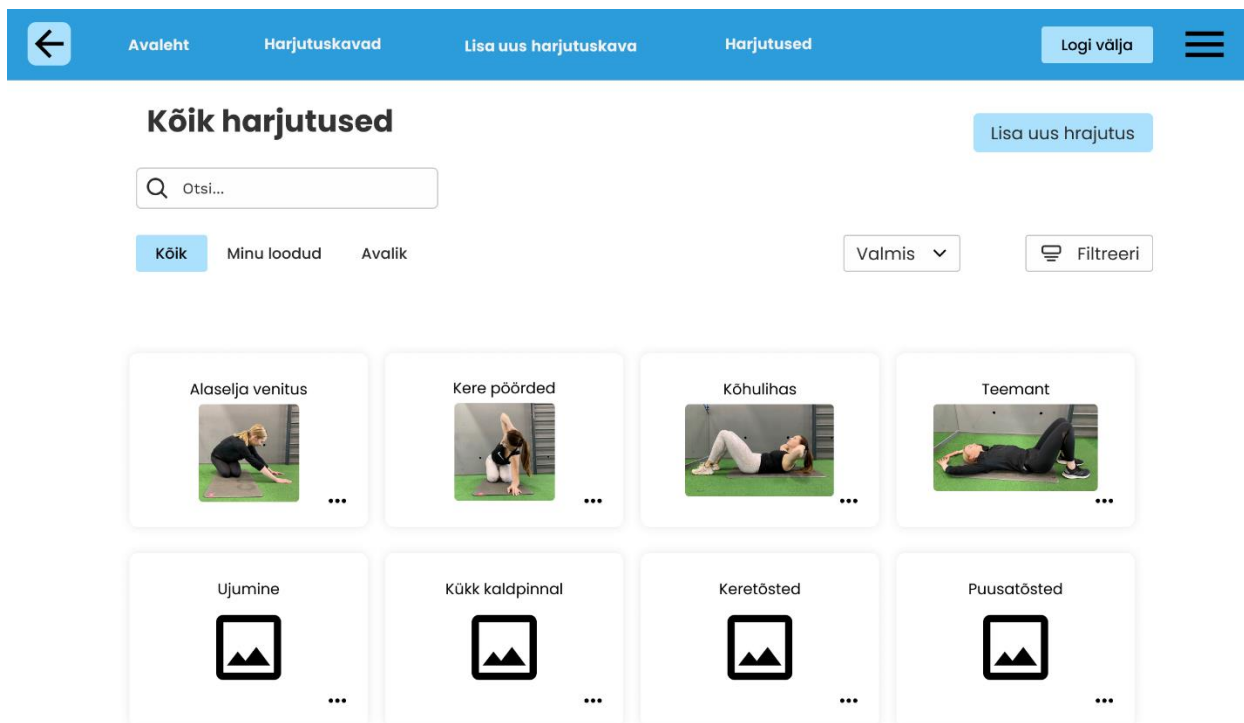 Avaleht Harjutuskavad Lisa uus harjutuskava Harjutused Logi välja
Kõik harjutused
Lisa uus hrajutus
Otsi...
Kõik Minu loodud Avalik Valmis Filtreeri
Alaselja venitus Kere pöörded Kõhulihas Teemant
Ujumine Kükk kaldpinnal Keretõsted Puusatõsted